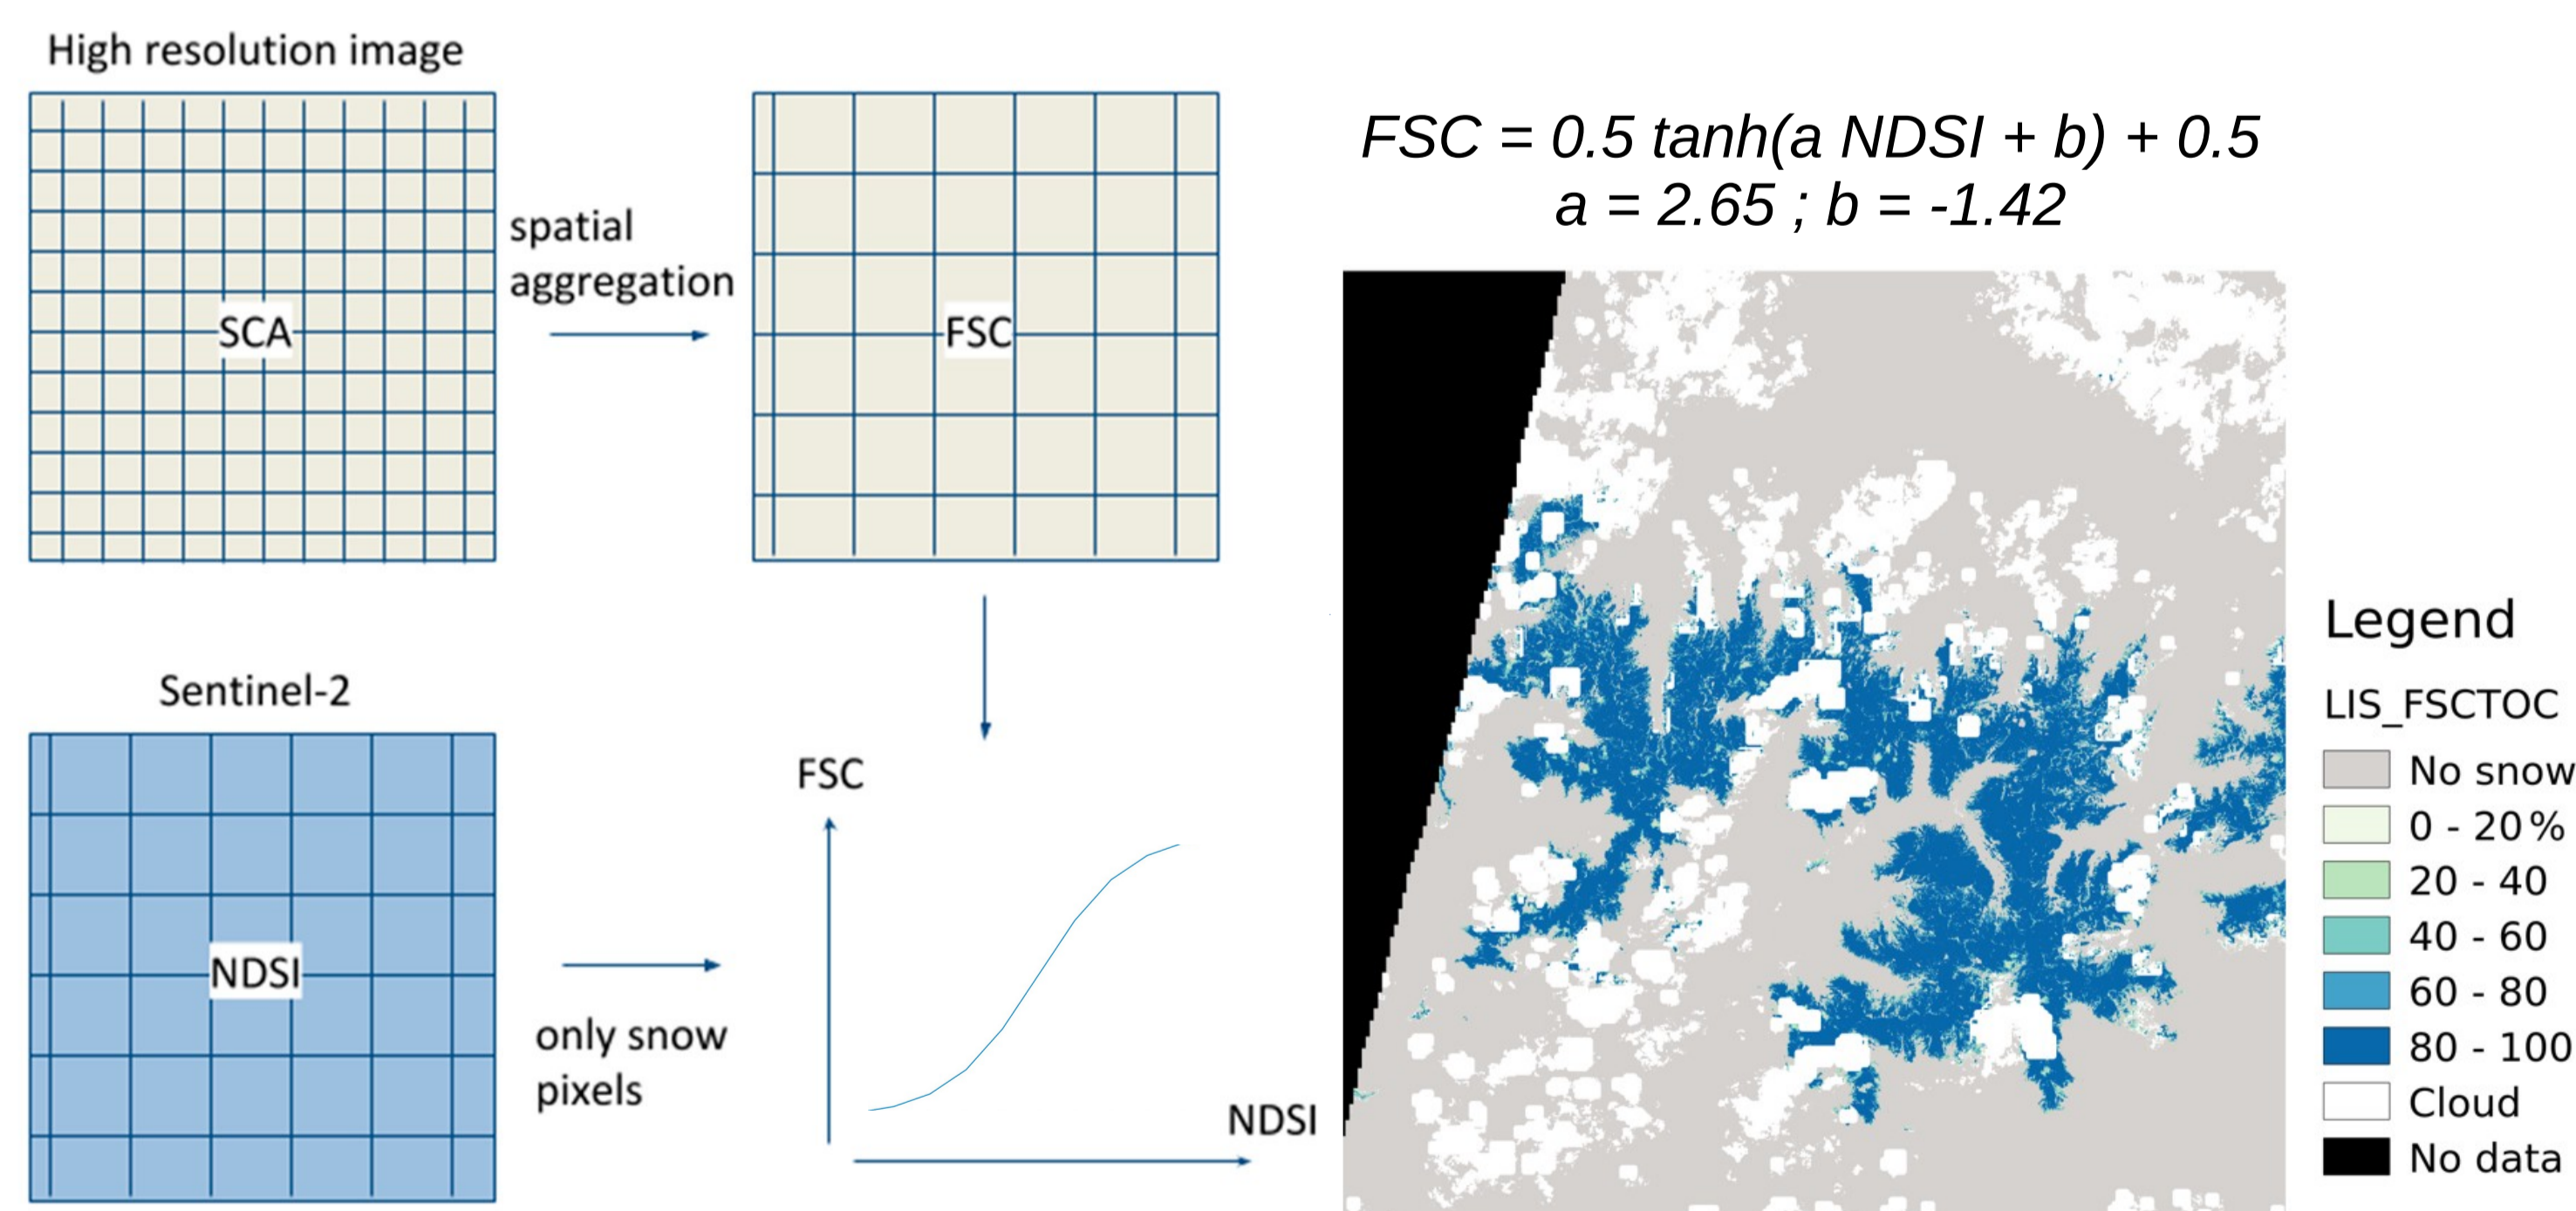 High resolution image
SCA
spatial
aggregation
FSC
FSC = 0.5 tanh(a NDSI + b) + 0.5
a = 2.65 ; b = -1.42
Sentinel-2
NDSI
only snow
pixels
FSC
NDSI
Legend
LIS_FSCTOC
No snow
0 - 20%
20 - 40
40 - 60
60 - 80
80 - 100
Cloud
No data